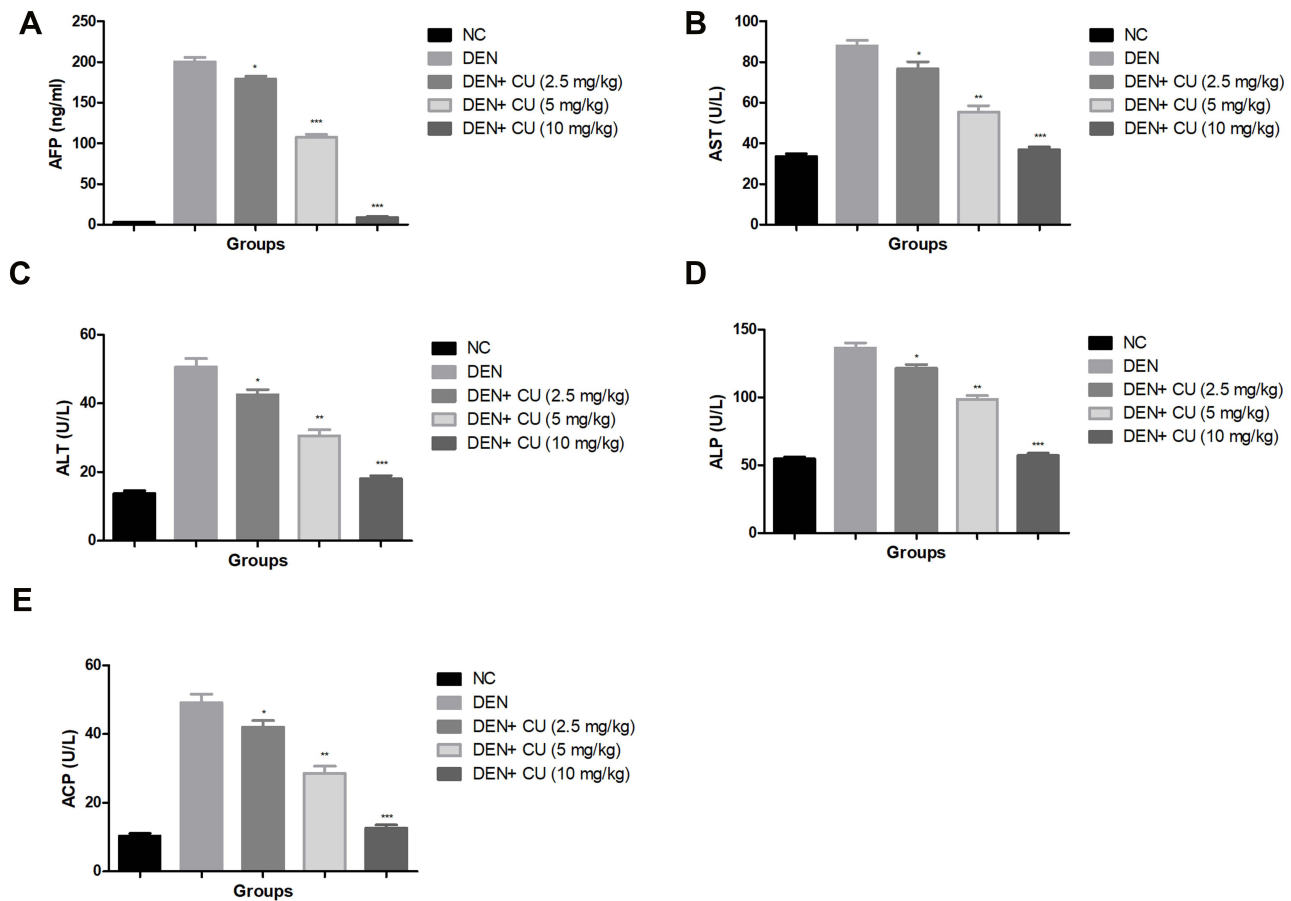 A
AFP (ng/ml)
250
200
150
100
50
0
*
***
***
Groups
NC
DEN
DEN+ CU (2.5 mg/kg)
DEN+ CU (5 mg/kg)
DEN+ CU (10 mg/kg)
B
AST (U/L)
100
80
60
40
20
0
*
**
***
Groups
NC
DEN
DEN+ CU (2.5 mg/kg)
DEN+ CU (5 mg/kg)
DEN+ CU (10 mg/kg)
C
ALT (U/L)
60
40
20
0
*
**
***
Groups
NC
DEN
DEN+ CU (2.5 mg/kg)
DEN+ CU (5 mg/kg)
DEN+ CU (10 mg/kg)
D
ALP (U/L)
150
100
50
0
*
**
***
Groups
NC
DEN
DEN+ CU (2.5 mg/kg)
DEN+ CU (5 mg/kg)
DEN+ CU (10 mg/kg)
E
ACP (U/L)
60
40
20
0
*
**
***
Groups
NC
DEN
DEN+ CU (2.5 mg/kg)
DEN+ CU (5 mg/kg)
DEN+ CU (10 mg/kg)